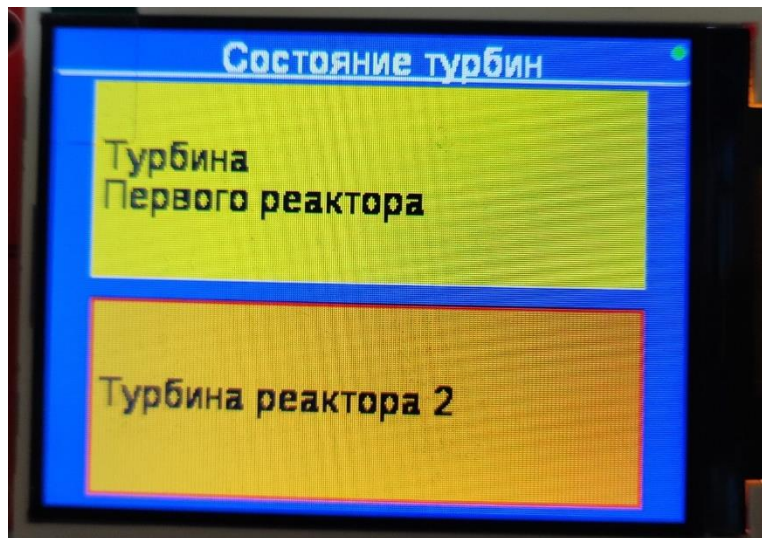 Состояние турбин
Турбина
Первого реактора
Турбина реактора 2